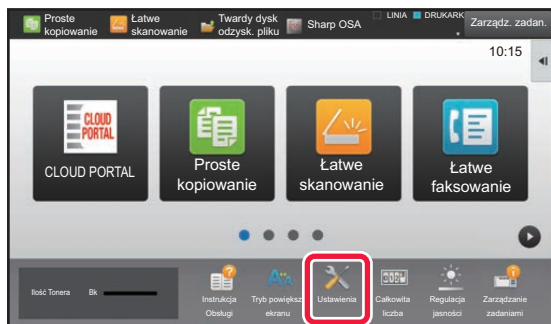 Proste
kopiowanie
Łatwe
skanowanie
Twardy dysk
odzysk. pliku
Sharp OSA
LINIA
DRUKARK
Zarządz. zadan.
10:15
CLOUD
PORTAL
CLOUD PORTAL
Proste
kopiowanie
Łatwe
skanowanie
Łatwe
faksowanie
Ilość Tonera
Bk
Instrukcja
Obsługi
Tryb powiększ
ekranu
Ustawienia
Całkowita
liczba
Regulacja
jasności
Zarządzanie
zadaniami